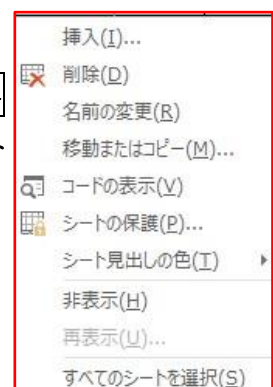 挿入(I)...
削除(D)
名前の変更(R)
移動またはコピー(M)...
コードの表示(V)
シートの保護(P)...
シート見出しの色(T)
非表示(H)
再表示(U)...
すべてのシートを選択(S)